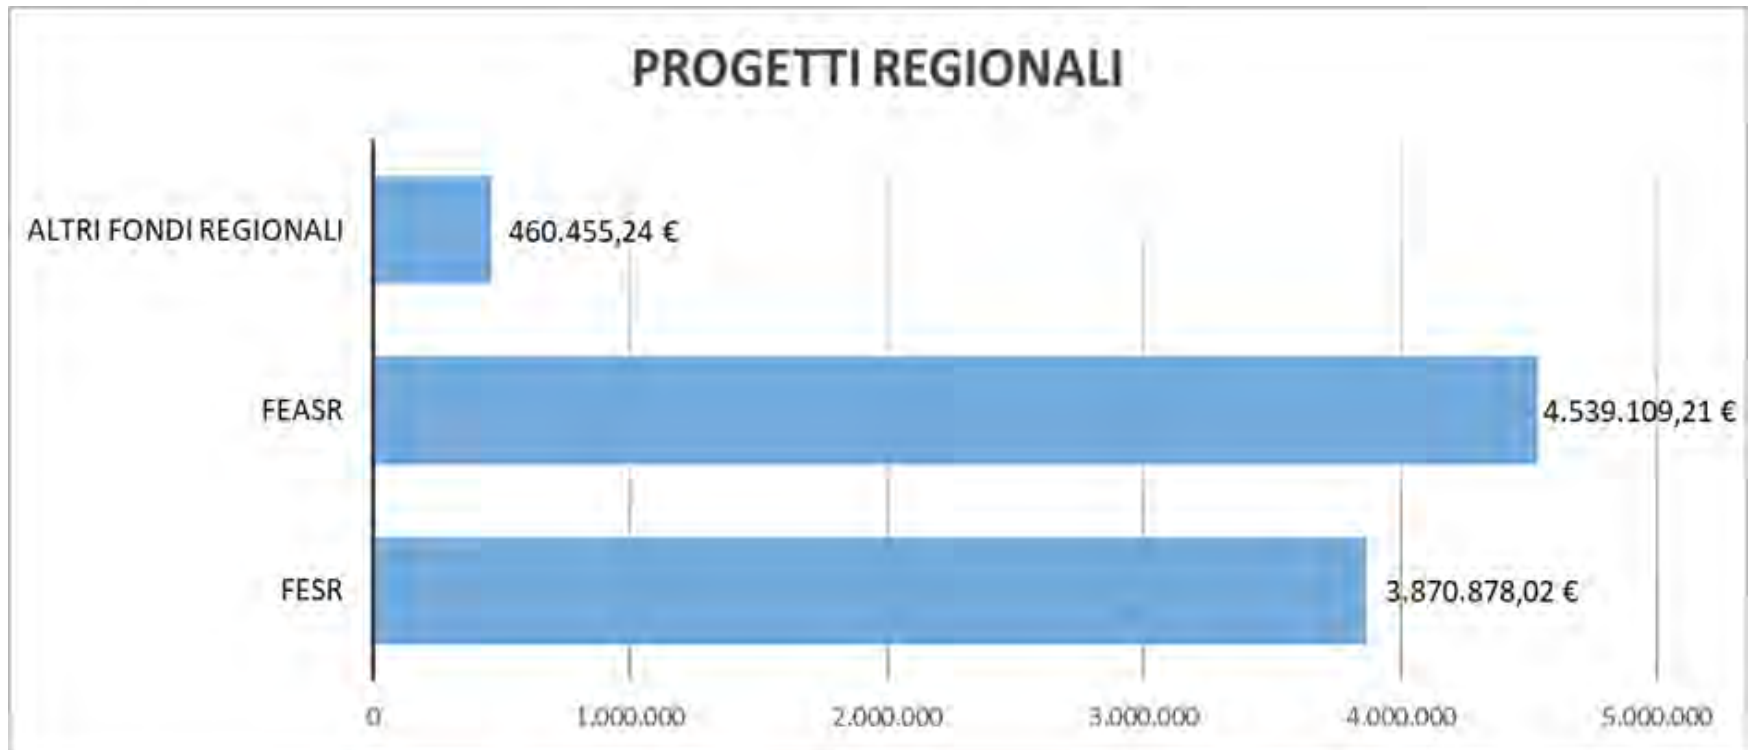 PROGETTI REGIONALI
ALTRI FONDI REGIONALI
460.455,24 €
FEASR
4.539.109,21 €
FESR
3.870.878,02 €
0 1.000.000 2.000.000 3.000.000 4.000.000 5.000.000